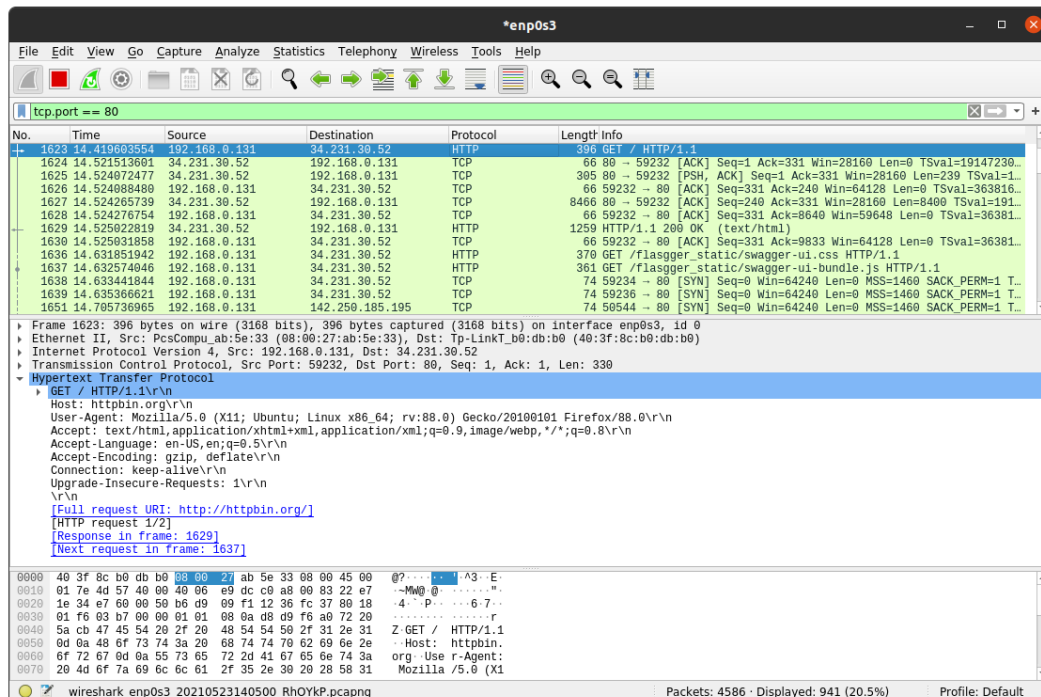 *enp0s3
File Edit View Go Capture Analyze Statistics Telephony Wireless Tools Help
tcp.port == 80
No. Time Source Destination Protocol Length Info
1623 14.419603554 192.168.0.131 34.231.30.52 HTTP 396 GET / HTTP/1.1
1624 14.521513601 34.231.30.52 192.168.0.131 TCP 66 80 → 59232 [ACK] Seq=1 Ack=331 Win=28160 Len=0 TSval=19147230…
1625 14.524072477 34.231.30.52 192.168.0.131 TCP 305 80 → 59232 [PSH, ACK] Seq=1 Ack=331 Win=28160 Len=239 TSval=1…
1626 14.524088480 192.168.0.131 34.231.30.52 TCP 66 59232 → 80 [ACK] Seq=331 Ack=240 Win=64128 Len=0 TSval=363816…
1627 14.524265739 34.231.30.52 192.168.0.131 TCP 8466 80 → 59232 [ACK] Seq=240 Ack=331 Win=28160 Len=8400 TSval=191…
1628 14.524276754 192.168.0.131 34.231.30.52 TCP 66 59232 → 80 [ACK] Seq=331 Ack=8640 Win=59648 Len=0 TSval=36381…
1629 14.525022819 34.231.30.52 192.168.0.131 HTTP 1259 HTTP/1.1 200 OK (text/html)
1630 14.525031858 192.168.0.131 34.231.30.52 TCP 66 59232 → 80 [ACK] Seq=331 Ack=9833 Win=64128 Len=0 TSval=36381…
1636 14.631851942 192.168.0.131 34.231.30.52 HTTP 370 GET /flasgger_static/swagger-ui.css HTTP/1.1
1637 14.632574046 192.168.0.131 34.231.30.52 HTTP 361 GET /flasgger_static/swagger-ui-bundle.js HTTP/1.1
1638 14.633441844 192.168.0.131 34.231.30.52 TCP 74 59234 → 80 [SYN] Seq=0 Win=64240 Len=0 MSS=1460 SACK_PERM=1 T…
1639 14.635366621 192.168.0.131 34.231.30.52 TCP 74 59236 → 80 [SYN] Seq=0 Win=64240 Len=0 MSS=1460 SACK_PERM=1 T…
1651 14.705736965 192.168.0.131 142.250.185.195 TCP 74 50544 → 80 [SYN] Seq=0 Win=64240 Len=0 MSS=1460 SACK_PERM=1 T…
Frame 1623: 396 bytes on wire (3168 bits), 396 bytes captured (3168 bits) on interface enp0s3, id 0
Ethernet II, Src: PcsCompu_ab:5e:33 (08:00:27:ab:5e:33), Dst: Tp-LinkT_b0:db:b0 (40:3f:8c:b0:db:b0)
Internet Protocol Version 4, Src: 192.168.0.131, Dst: 34.231.30.52
Transmission Control Protocol, Src Port: 59232, Dst Port: 80, Seq: 1, Ack: 1, Len: 330
Hypertext Transfer Protocol
GET / HTTP/1.1\r\n
Host: httpbin.org\r\n
User-Agent: Mozilla/5.0 (X11; Ubuntu; Linux x86_64; rv:88.0) Gecko/20100101 Firefox/88.0\r\n
Accept: text/html,application/xhtml+xml,application/xml;q=0.9,image/webp,*/*;q=0.8\r\n
Accept-Language: en-US,en;q=0.5\r\n
Accept-Encoding: gzip, deflate\r\n
Connection: keep-alive\r\n
Upgrade-Insecure-Requests: 1\r\n
\r\n
[Full request URI: http://httpbin.org/]
[HTTP request 1/2]
[Response in frame: 1629]
[Next request in frame: 1637]
0000 40 3f 8c b0 db b0 08 00 27 ab 5e 33 08 00 45 00 @?······ '·^3··E·
0010 01 7e 4d 57 40 00 40 06 e9 dc c0 a8 00 83 22 e7 ·~MW@·@· ······"·
0020 1e 34 e7 60 00 50 b6 d9 09 f1 12 36 fc 37 80 18 ·4·`·P·· ···6·7··
0030 01 f6 03 b7 00 00 01 01 08 0a d8 d9 f6 a0 72 20 ········ ······r
0040 5a cb 47 45 54 20 2f 20 48 54 54 50 2f 31 2e 31 Z·GET / HTTP/1.1
0050 0d 0a 48 6f 73 74 3a 20 68 74 74 70 62 69 6e 2e ··Host: httpbin.
0060 6f 72 67 0d 0a 55 73 65 72 2d 41 67 65 6e 74 3a org··Use r-Agent:
0070 20 4d 6f 7a 69 6c 6c 61 2f 35 2e 30 20 28 58 31 Mozilla /5.0 (X1
wireshark_enp0s3_20210523140500_RhOYkP.pcapng Packets: 4586 · Displayed: 941 (20.5%) Profile: Default